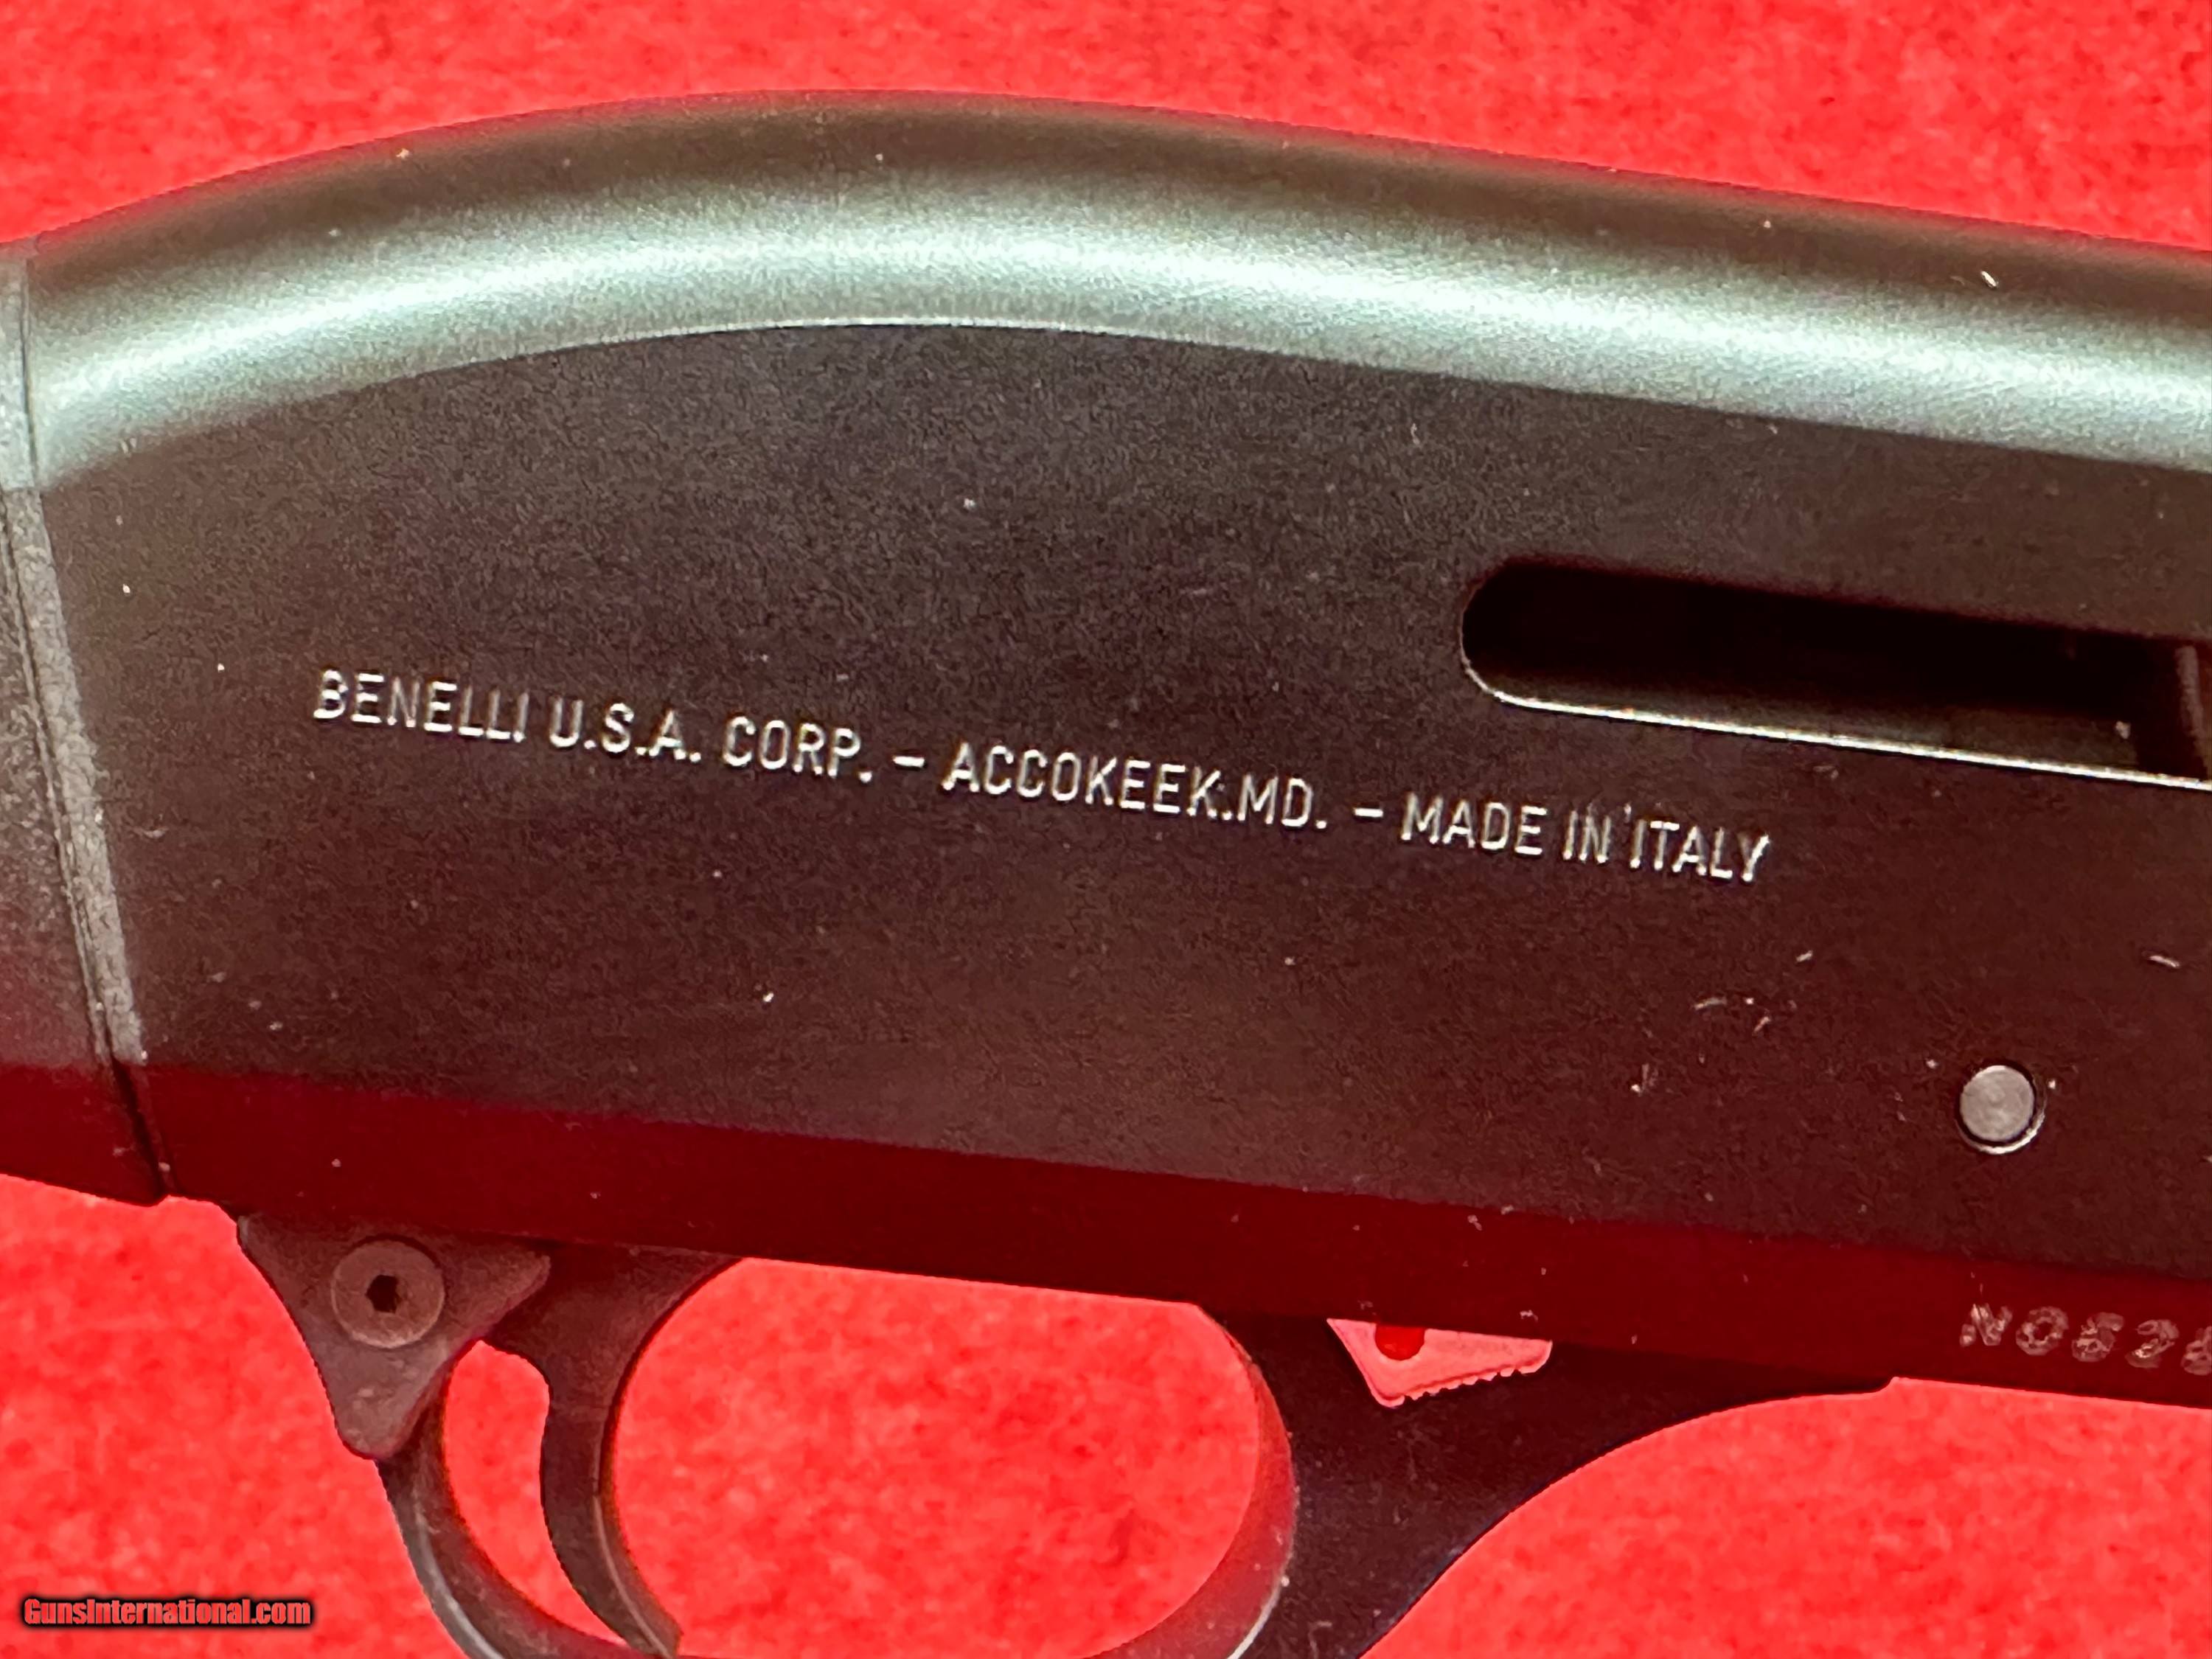 BENELLI U.S.A. CORP. – ACCOKEEK.MD. – MADE IN ITALY
GunsInternational.com